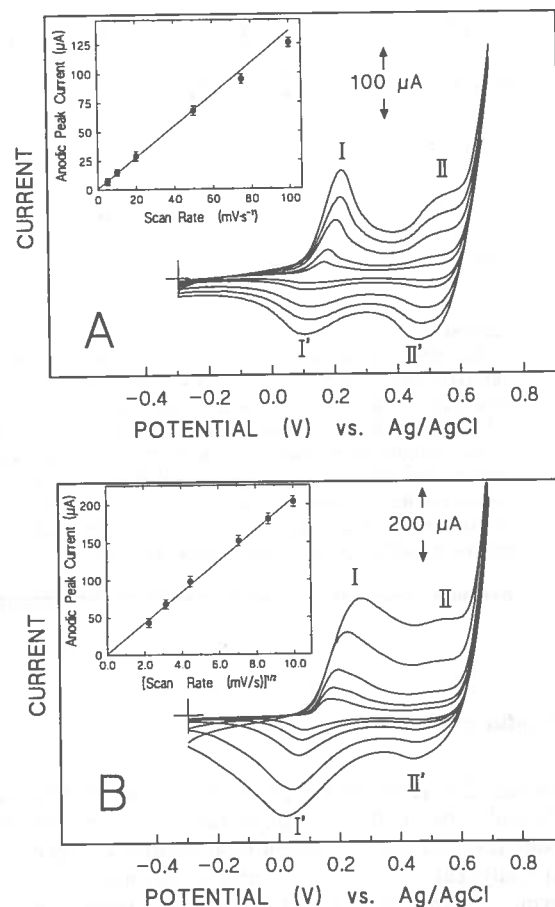 Anodic Peak Current (μA)
125
100
75
50
25
0
0 20 40 60 80 100
Scan Rate (mV·s⁻¹)
100 μA
I
II
CURRENT
A
I'
II'
−0.4 −0.2 0.0 0.2 0.4 0.6 0.8
POTENTIAL (V) vs. Ag/AgCl
Anodic Peak Current (μA)
200
150
100
50
0
0.0 2.0 4.0 6.0 8.0 10.0
[Scan Rate (mV/s)]^{1/2}
200 μA
I
II
CURRENT
B
I'
II'
−0.4 −0.2 0.0 0.2 0.4 0.6 0.8
POTENTIAL (V) vs. Ag/AgCl